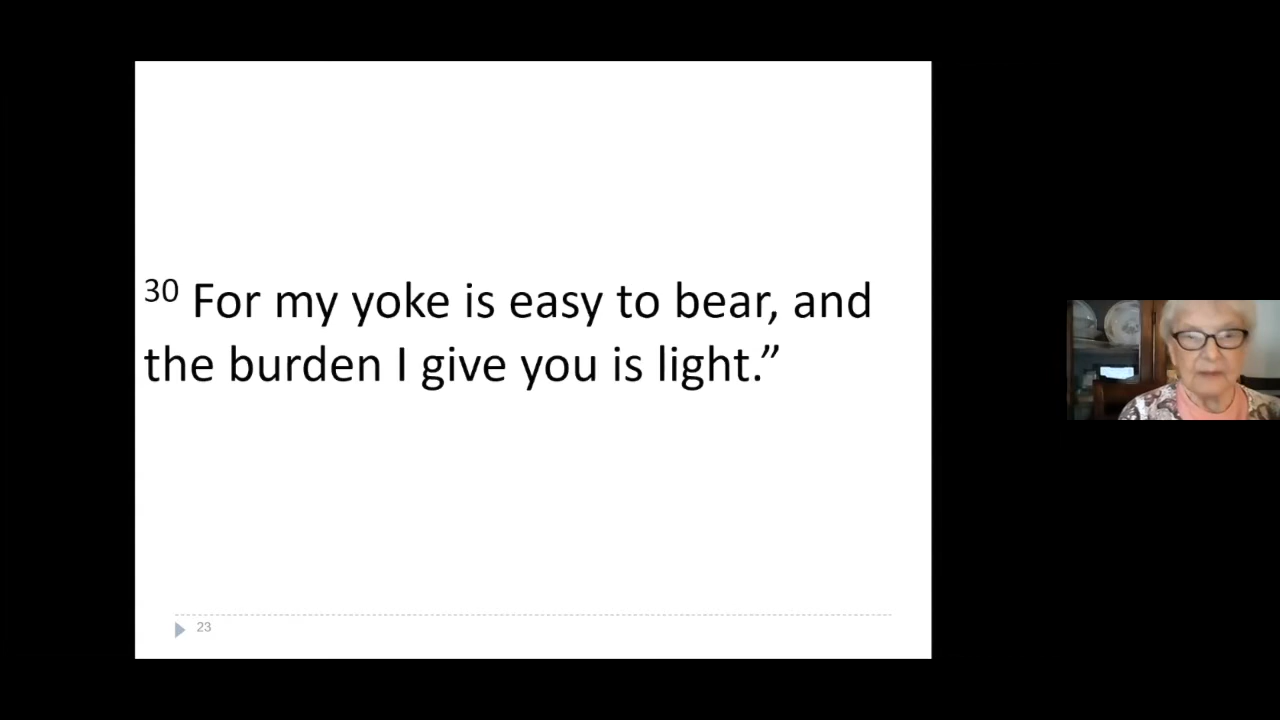 30 For my yoke is easy to bear, and
the burden I give you is light.”
23